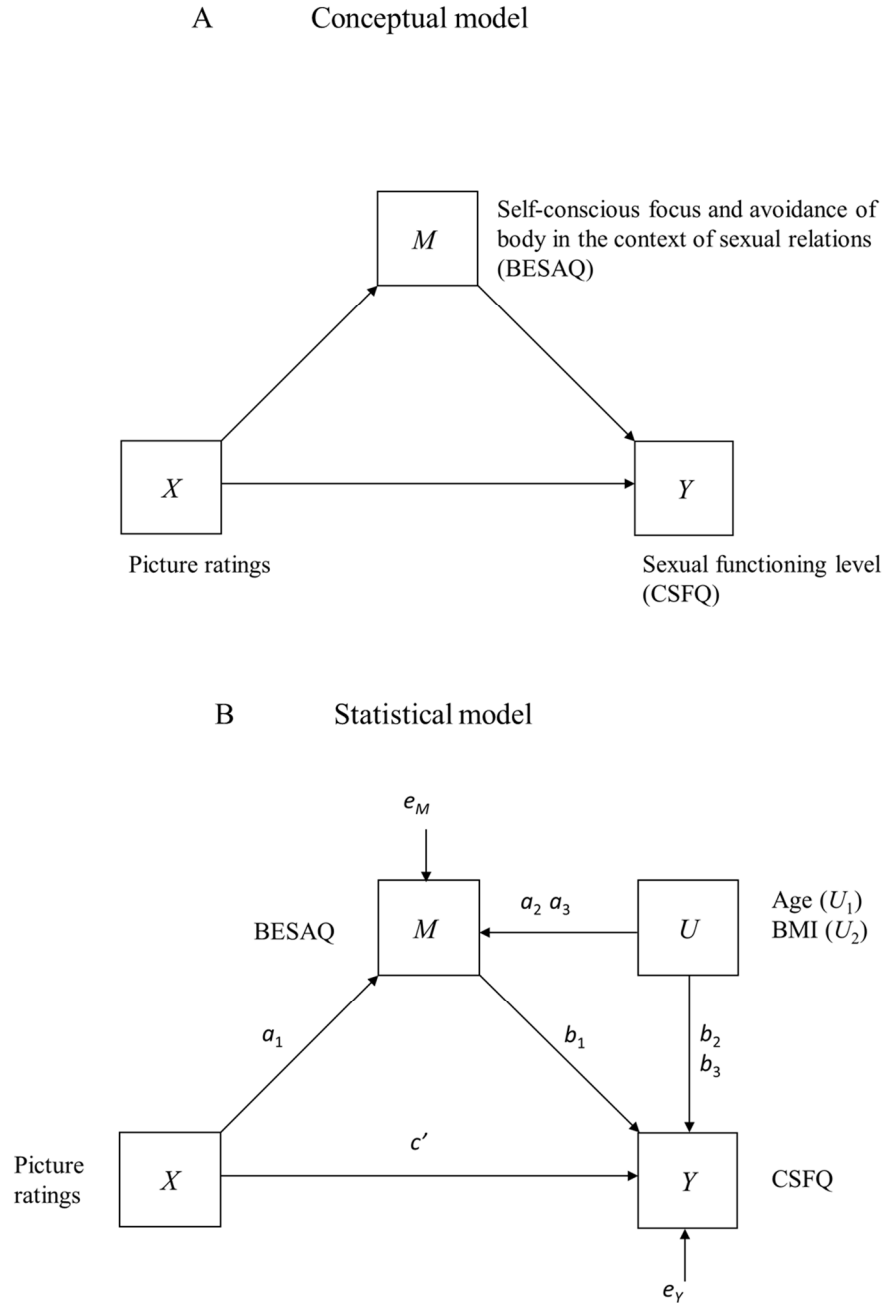 A Conceptual model
M
Self-conscious focus and avoidance of
body in the context of sexual relations
(BESAQ)
X
Y
Picture ratings
Sexual functioning level
(CSFQ)
B Statistical model
eM
a2 a3
Age (U1)
BMI (U2)
BESAQ
M
U
a1
b1
b2
b3
c'
Picture
ratings
X
Y
CSFQ
eY